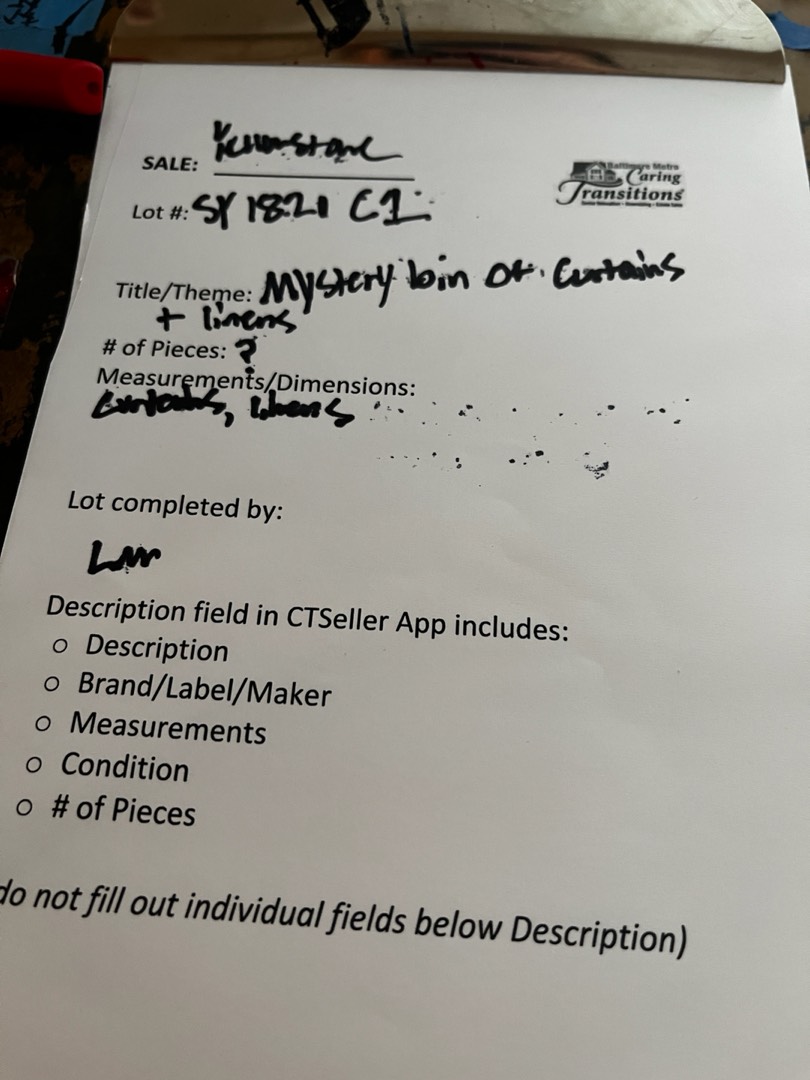 SALE: Yellowstone
Baltimore Metro
Caring
Transitions
Lot #: SY 1821 C1
Title/Theme: Mystery bin of curtains
+ linens
# of Pieces: ?
Measurements/Dimensions:
Curtains, linens
Lot completed by:
Description field in CTSeller App includes:
o Description
o Brand/Label/Maker
o Measurements
o Condition
o # of Pieces
do not fill out individual fields below Description)